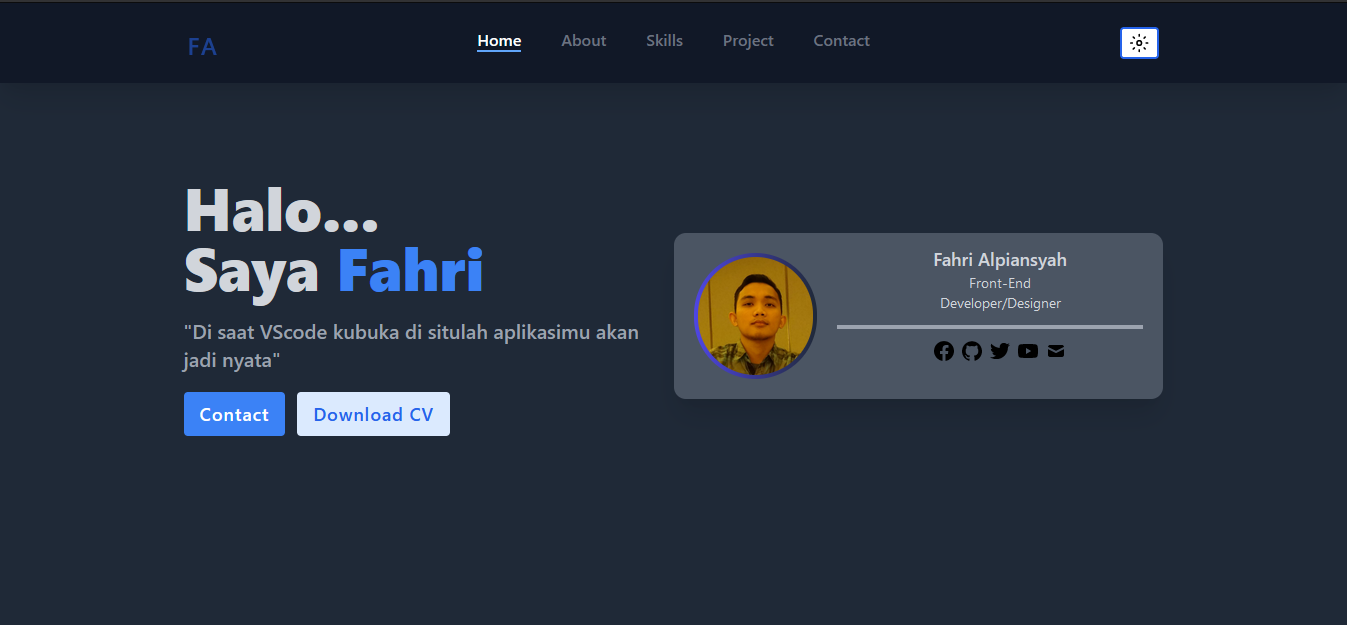 FA
Home About Skills Project Contact
Halo...
Saya Fahri
"Di saat VScode kubuka di situlah aplikasimu akan
jadi nyata"
Contact Download CV
Fahri Alpiansyah
Front-End
Developer/Designer